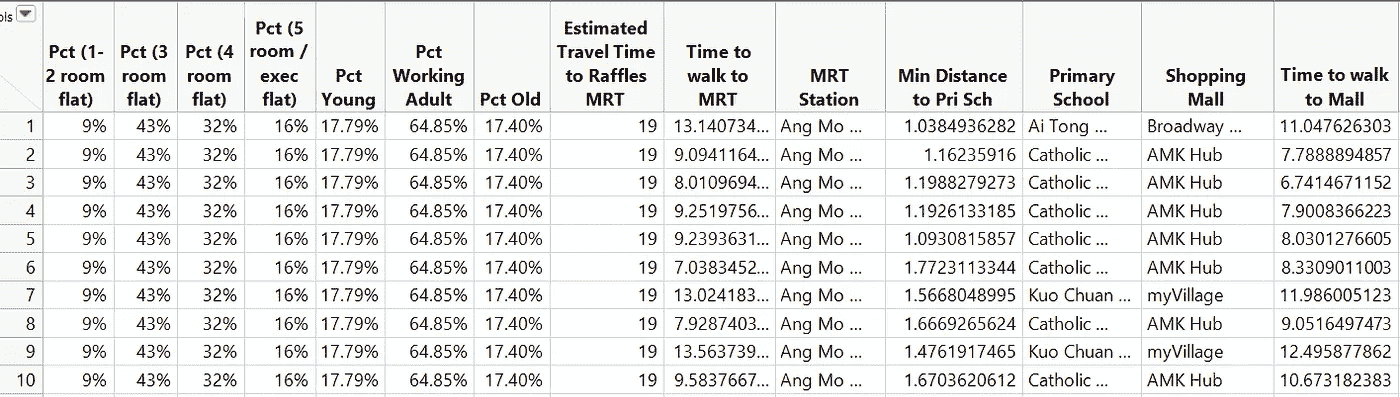 ols
Pct (1-2 room flat) Pct (3 room flat) Pct (4 room flat) Pct (5 room / exec flat) Pct Young Pct Working Adult Pct Old Estimated Travel Time to Raffles MRT Time to walk to MRT MRT Station Min Distance to Pri Sch Primary School Shopping Mall Time to walk to Mall
1 9% 43% 32% 16% 17.79% 64.85% 17.40% 19 13.140734... Ang Mo ... 1.0384936282 Ai Tong ... Broadway ... 11.047626303
2 9% 43% 32% 16% 17.79% 64.85% 17.40% 19 9.0941164... Ang Mo ... 1.16235916 Catholic ... AMK Hub 7.7888894857
3 9% 43% 32% 16% 17.79% 64.85% 17.40% 19 8.0109694... Ang Mo ... 1.1988279273 Catholic ... AMK Hub 6.7414671152
4 9% 43% 32% 16% 17.79% 64.85% 17.40% 19 9.2519756... Ang Mo ... 1.1926133185 Catholic ... AMK Hub 7.9008366223
5 9% 43% 32% 16% 17.79% 64.85% 17.40% 19 9.2393631... Ang Mo ... 1.0930815857 Catholic ... AMK Hub 8.0301276605
6 9% 43% 32% 16% 17.79% 64.85% 17.40% 19 7.0383452... Ang Mo ... 1.7723113344 Catholic ... AMK Hub 8.3309011003
7 9% 43% 32% 16% 17.79% 64.85% 17.40% 19 13.024183... Ang Mo ... 1.5668048995 Kuo Chuan ... myVillage 11.986005123
8 9% 43% 32% 16% 17.79% 64.85% 17.40% 19 7.9287403... Ang Mo ... 1.6669265624 Catholic ... AMK Hub 9.0516497473
9 9% 43% 32% 16% 17.79% 64.85% 17.40% 19 13.563739... Ang Mo ... 1.4761917465 Kuo Chuan ... myVillage 12.495877862
10 9% 43% 32% 16% 17.79% 64.85% 17.40% 19 9.5837667... Ang Mo ... 1.6703620612 Catholic ... AMK Hub 10.673182383